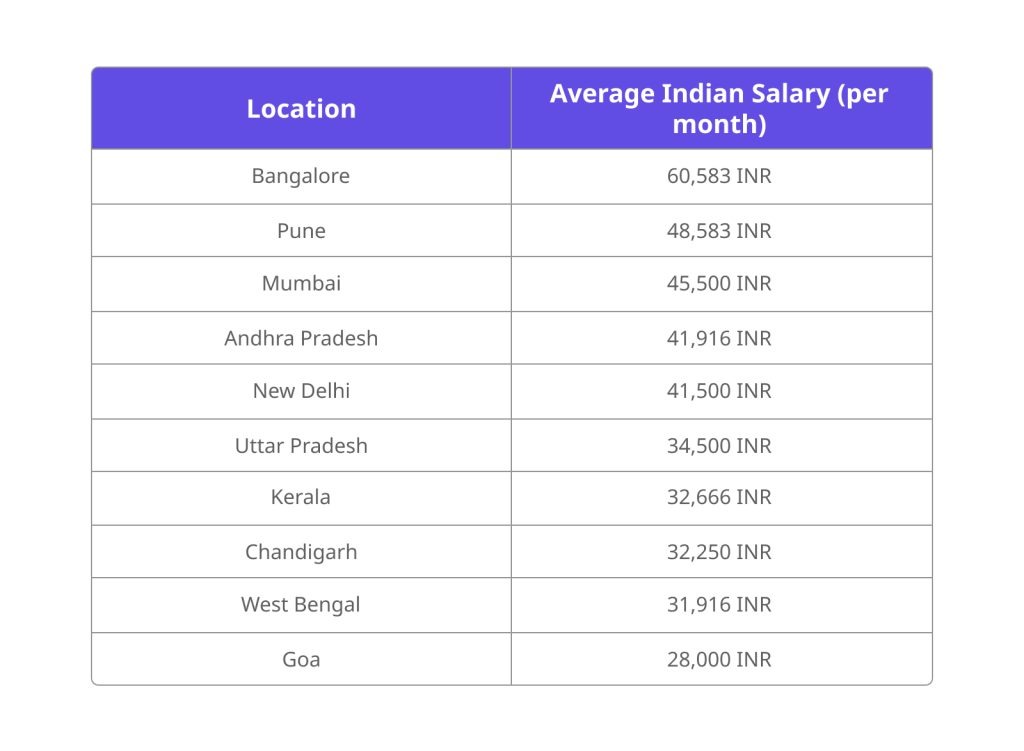 Location
Average Indian Salary (per
month)
Bangalore
60,583 INR
Pune
48,583 INR
Mumbai
45,500 INR
Andhra Pradesh
41,916 INR
New Delhi
41,500 INR
Uttar Pradesh
34,500 INR
Kerala
32,666 INR
Chandigarh
32,250 INR
West Bengal
31,916 INR
Goa
28,000 INR